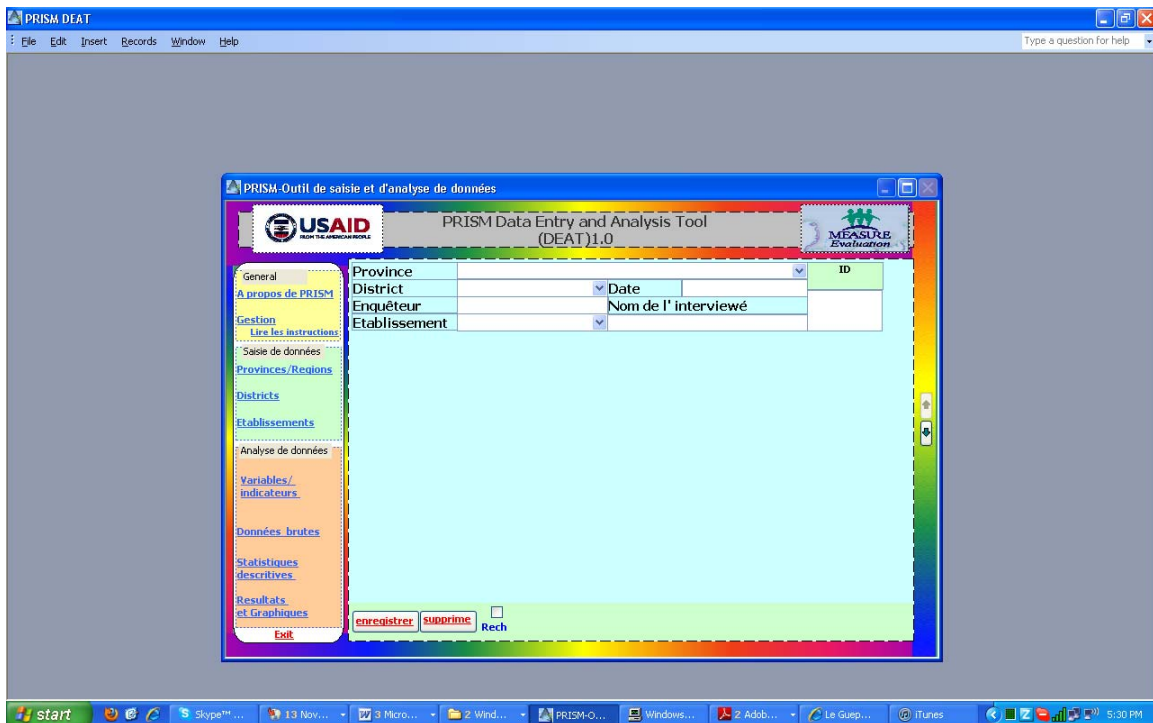 PRISM DEAT
File Edit Insert Records Window Help
Type a question for help
PRISM-Outil de saisie et d'analyse de données
USAID
FROM THE AMERICAN PEOPLE
PRISM Data Entry and Analysis Tool
(DEAT)1.0
MEASURE
Evaluation
General
A propos de PRISM
Gestion
Lire les instructions
Saisie de données
Provinces/Regions
Districts
Etablissements
Analyse de données
Variables/
indicateurs
Données brutes
Statistiques
descritives
Resultats
et Graphiques
Exit
Province
ID
District
Date
Enquêteur
Nom de l' interviewé
Etablissement
enregistrer
supprime
Rech
start
Skype™ ...
13 Nov...
3 Micro...
2 Wind...
PRISM-O...
Windows...
2 Adob...
Le Guep...
iTunes
5:30 PM